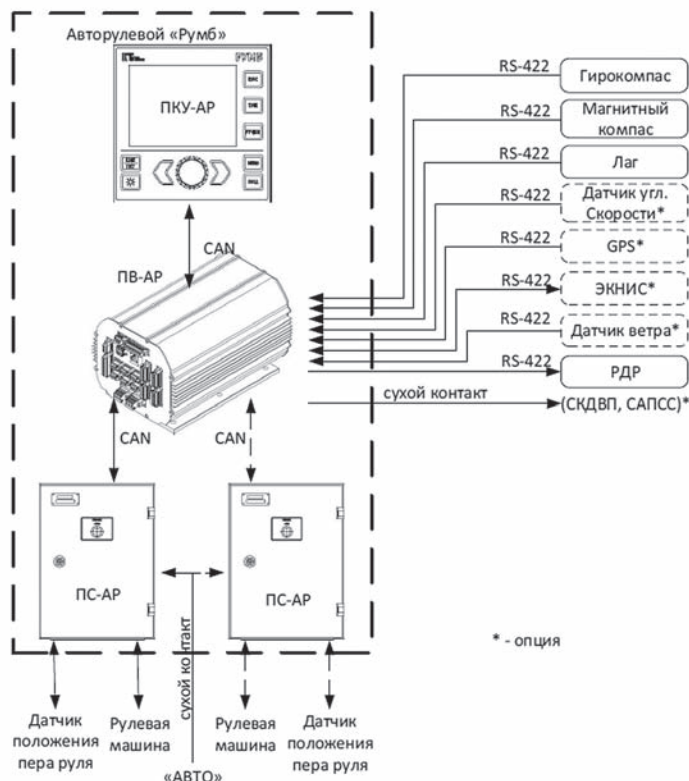 Авторулевой «Румб»
ПКУ-АР
CAN
ПВ-АР
CAN
CAN
ПС-АР
ПС-АР
сухой контакт
Датчик
положения
пера руля
Рулевая
машина
«АВТО»
Рулевая
машина
Датчик
положения
пера руля
RS-422
Гирокомпас
RS-422
Магнитный
компас
RS-422
Лаг
RS-422
Датчик угл.
Скорости*
RS-422
GPS*
RS-422
ЭКНИС*
RS-422
Датчик ветра*
RS-422
РДР
сухой контакт
(СКДВП, САПСС)*
* - опция